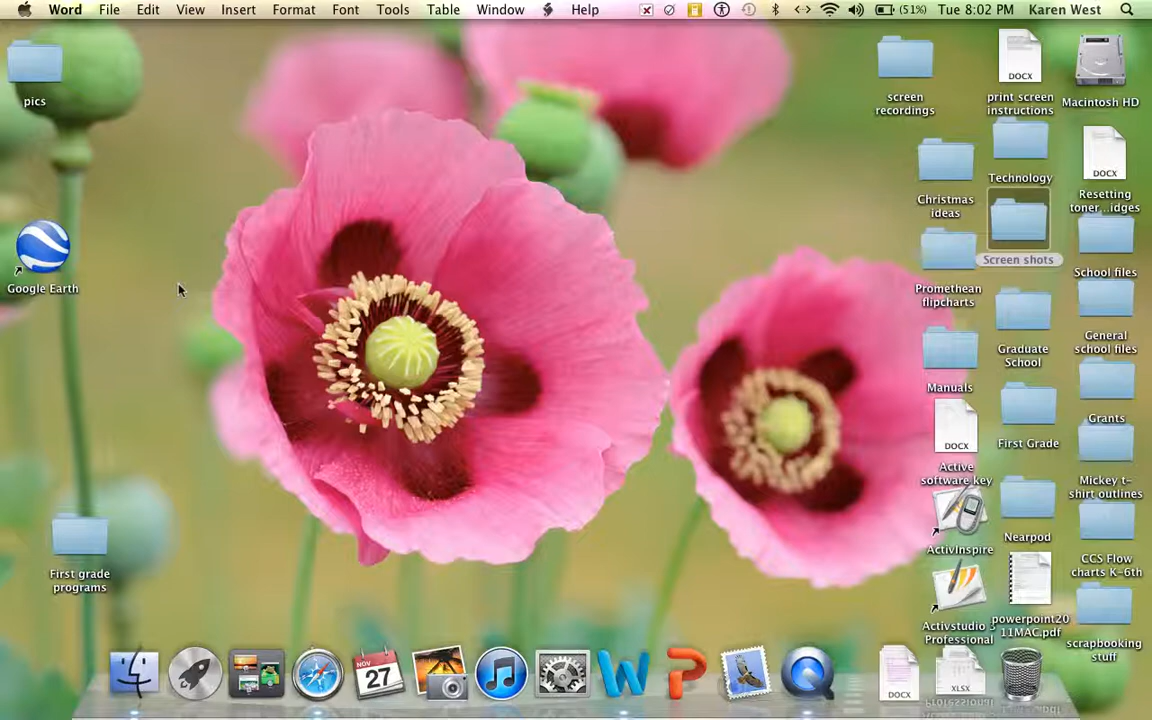 Word File Edit View Insert Format Font Tools Table Window Help (51%) Tue 8:02 PM Karen West
pics
Google Earth
First grade
programs
screen
recordings
Christmas
ideas
Promethean
flipcharts
Manuals
DOCX
Active
software key
ActivInspire
Activstudio 3
Professional
DOCX
print screen
instructions
Technology
Screen shots
Graduate
School
First Grade
Nearpod
powerpoint20
11MAC.pdf
Macintosh HD
DOCX
Resetting
toner ...idges
School files
General
school files
Grants
Mickey t-
shirt outlines
CCS Flow
charts K-6th
scrapbooking
stuff
NOV
27
W
P
DOCX
XLSX